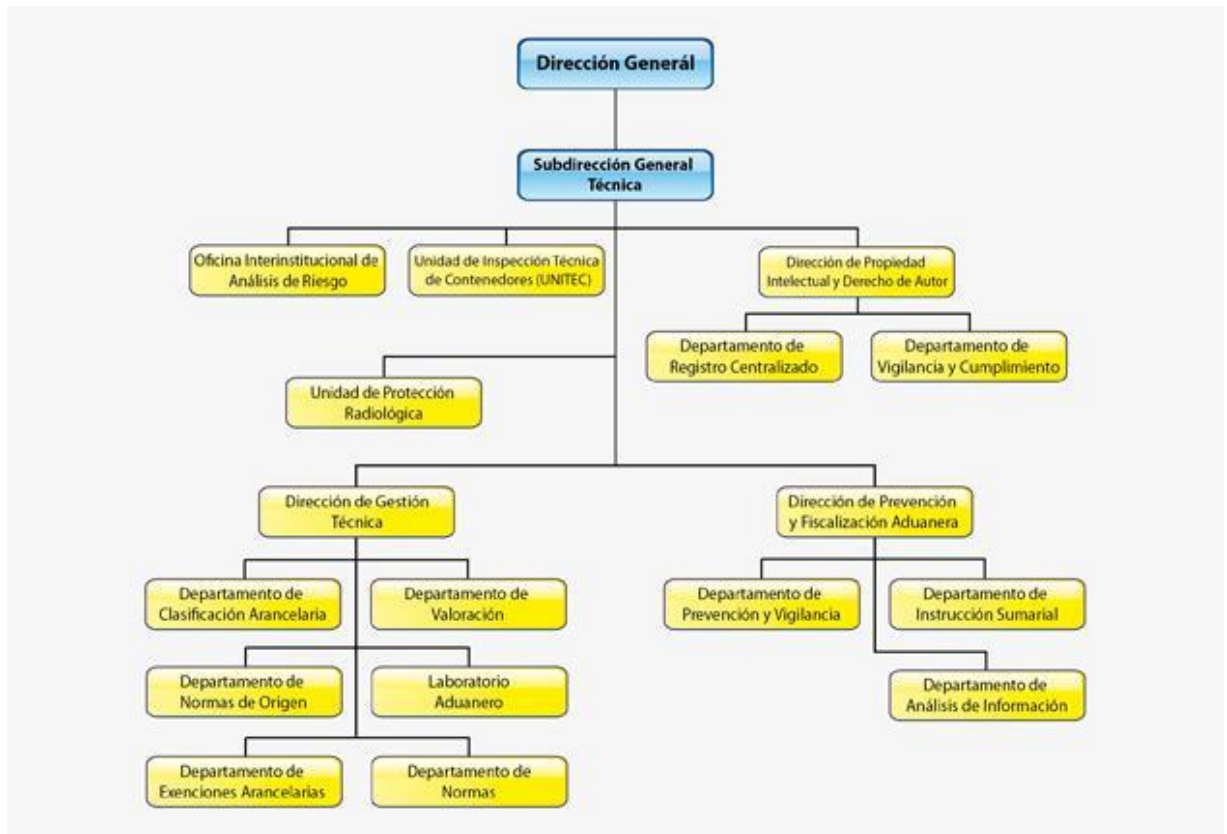 Dirección Generál
Subdirección General
Técnica
Oficina Interinstitucional de
Análisis de Riesgo
Unidad de Inspección Técnica
de Contenedores (UNITEC)
Dirección de Propiedad
Intelectual y Derecho de Autor
Departamento de
Registro Centralizado
Departamento de
Vigilancia y Cumplimiento
Unidad de Protección
Radiológica
Dirección de Gestión
Técnica
Dirección de Prevención
y Fiscalización Aduanera
Departamento de
Clasificación Arancelaria
Departamento de
Valoración
Departamento de
Prevención y Vigilancia
Departamento de
Instrucción Sumarial
Departamento de
Normas de Origen
Laboratorio
Aduanero
Departamento de
Análisis de Información
Departamento de
Exenciones Arancelarias
Departamento de
Normas